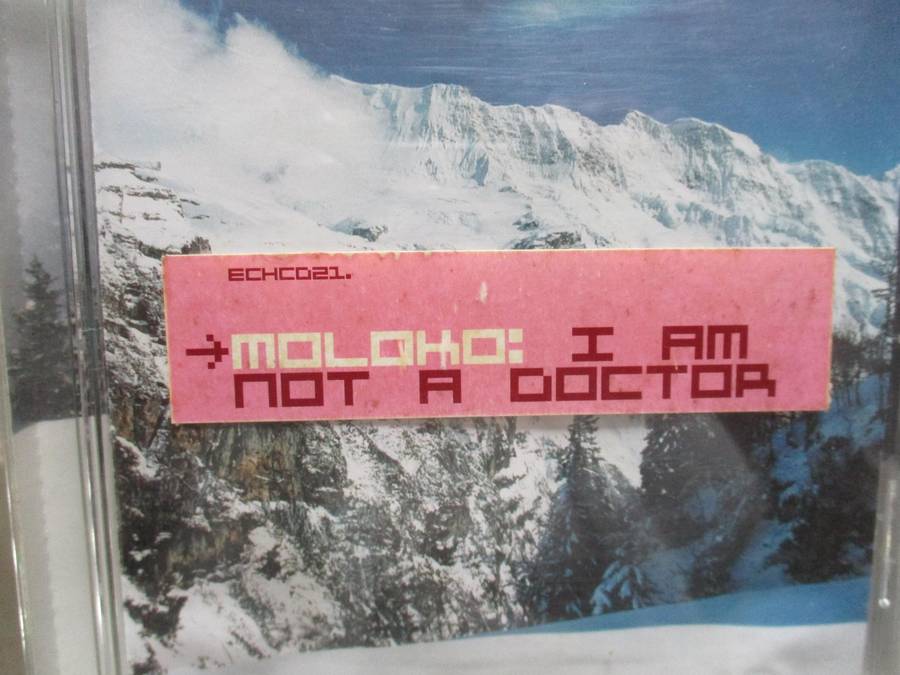 ECHCD21.
→MOLOKO: I AM
NOT A DOCTOR